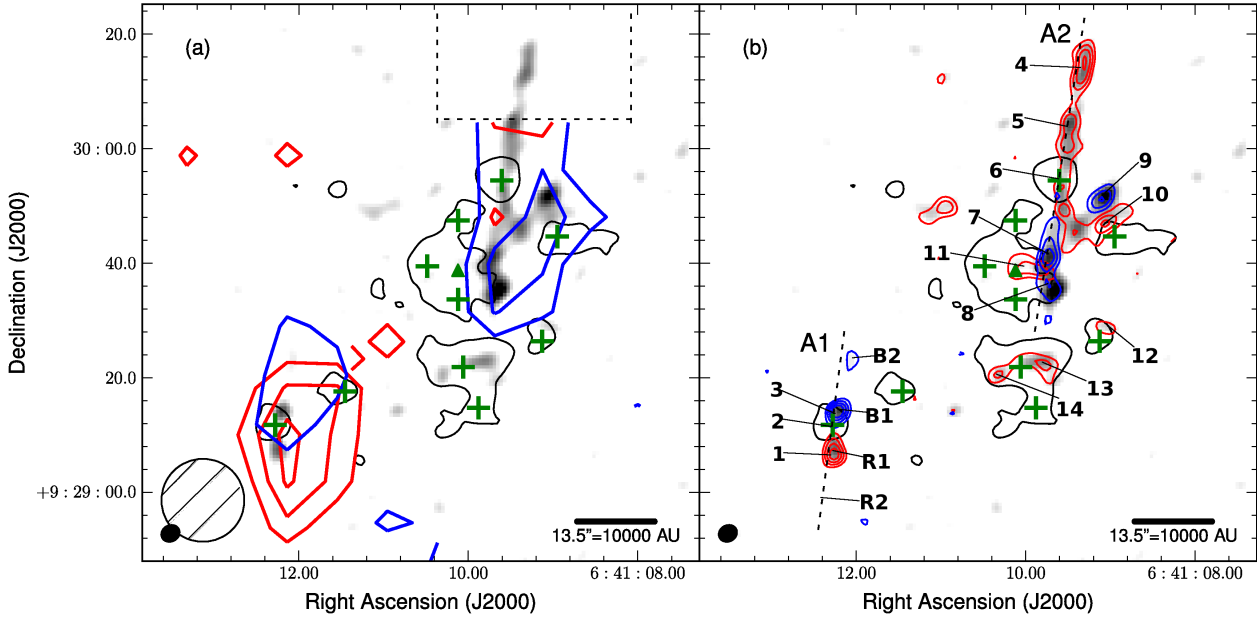 (a)
20.0
30 : 00.0
40.0
20.0
+9 : 29 : 00.0
Declination (J2000)
13.5"=10000 AU
12.00
10.00
6 : 41 : 08.00
Right Ascension (J2000)
(b)
A2
4
5
6
9
10
7
11
8
A1
B2
12
3
B1
13
2
14
1
R1
R2
13.5"=10000 AU
12.00
10.00
6 : 41 : 08.00
Right Ascension (J2000)